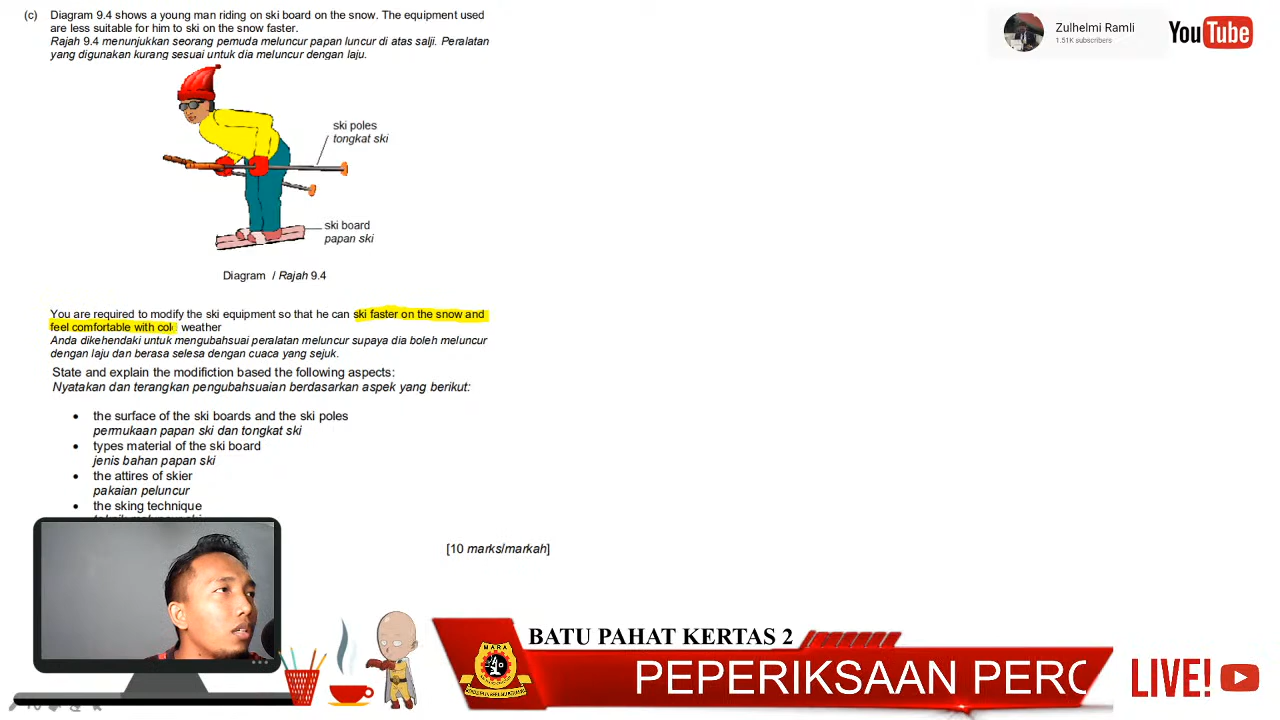 (c) Diagram 9.4 shows a young man riding on ski board on the snow. The equipment used
are less suitable for him to ski on the snow faster.
Rajah 9.4 menunjukkan seorang pemuda meluncur papan luncur di atas salji. Peralatan
yang digunakan kurang sesuai untuk dia meluncur dengan laju.
ski poles
tongkat ski
ski board
papan ski
Diagram / Rajah 9.4
You are required to modify the ski equipment so that he can ski faster on the snow and
feel comfortable with cold weather
Anda dikehendaki untuk mengubahsuai peralatan meluncur supaya dia boleh meluncur
dengan laju dan berasa selesa dengan cuaca yang sejuk.
State and explain the modifiction based the following aspects:
Nyatakan dan terangkan pengubahsuaian berdasarkan aspek yang berikut:
• the surface of the ski boards and the ski poles
permukaan papan ski dan tongkat ski
• types material of the ski board
jenis bahan papan ski
• the attires of skier
pakaian peluncur
• the sking technique
[10 marks/markah]
Zulhelmi Ramli
1.51K subscribers
YouTube
MARA
BATU PAHAT KERTAS 2
PEPERIKSAAN PERC
LIVE!